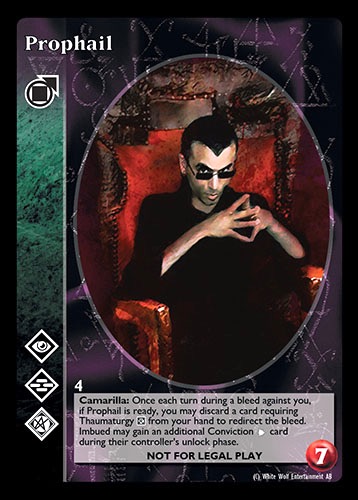 Prophail
4
Camarilla: Once each turn during a bleed against you,
if Prophail is ready, you may discard a card requiring
Thaumaturgy from your hand to redirect the bleed.
Imbued may gain an additional Conviction card
during their controller's unlock phase.
NOT FOR LEGAL PLAY
7
(C) White Wolf Entertainment AB